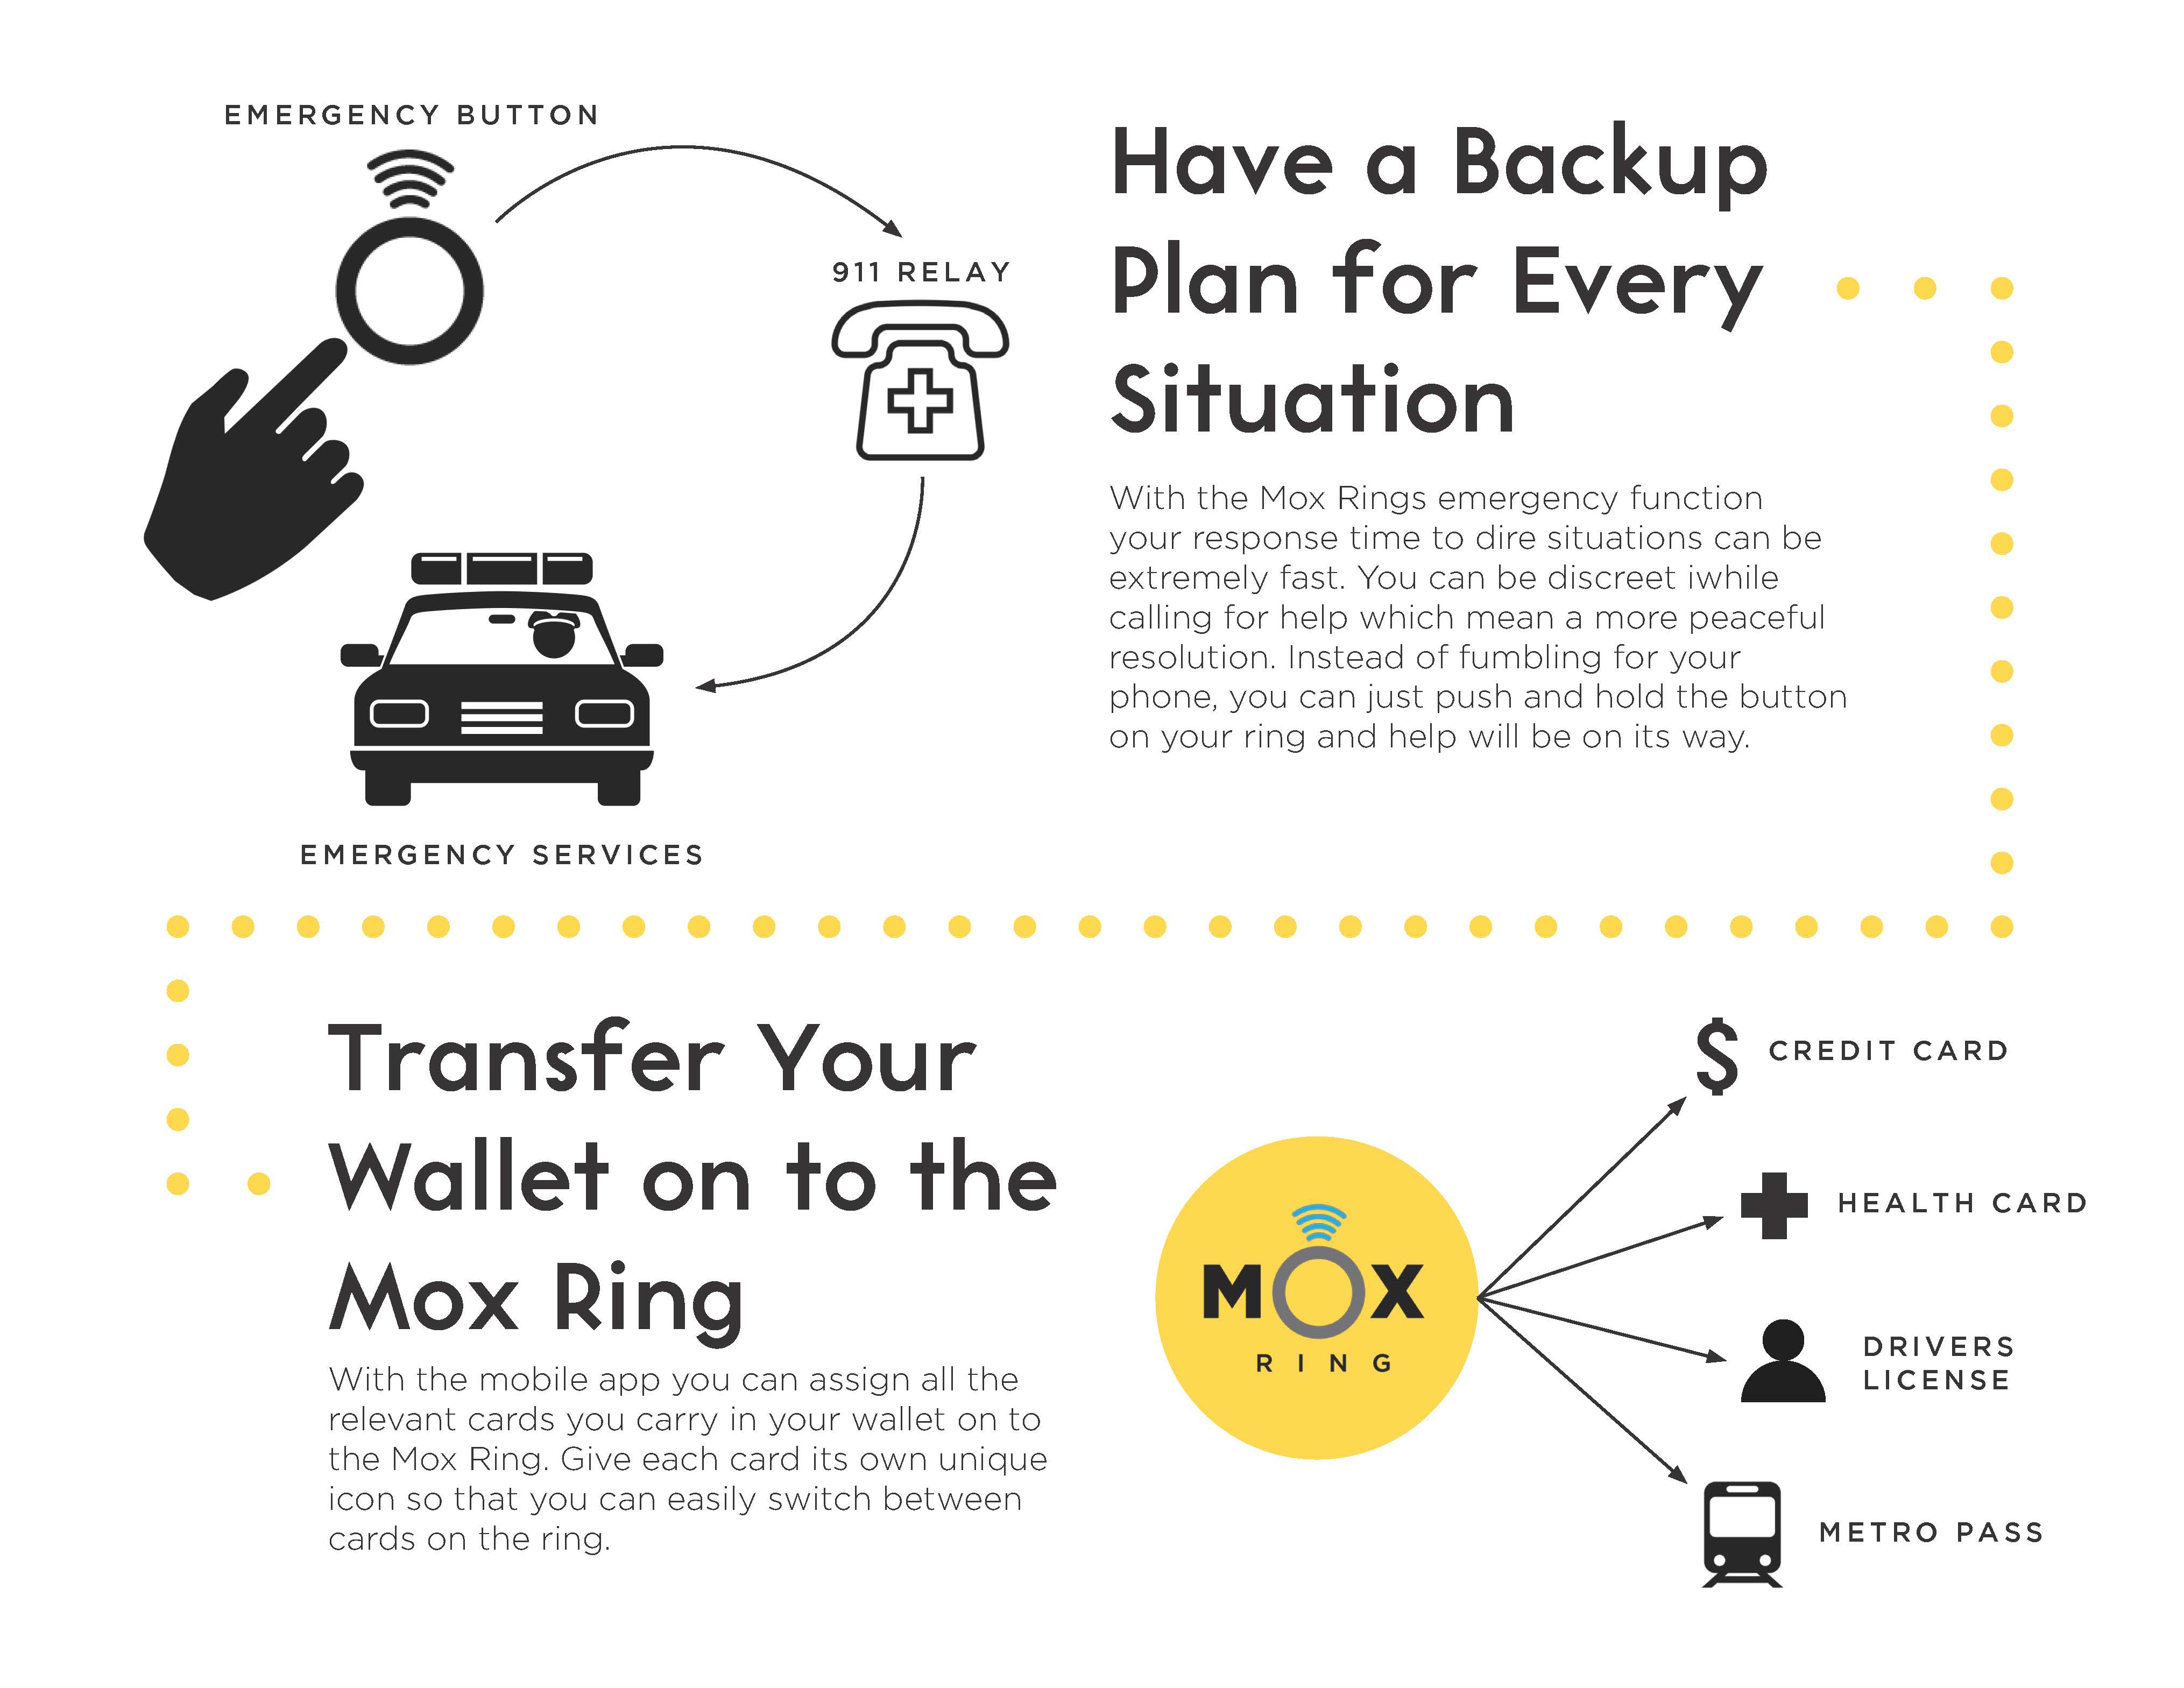 EMERGENCY BUTTON
911 RELAY
EMERGENCY SERVICES
Have a Backup
Plan for Every
Situation
With the Mox Rings emergency function
your response time to dire situations can be
extremely fast. You can be discreet iwhile
calling for help which mean a more peaceful
resolution. Instead of fumbling for your
phone, you can just push and hold the button
on your ring and help will be on its way.
Transfer Your
Wallet on to the
Mox Ring
With the mobile app you can assign all the
relevant cards you carry in your wallet on to
the Mox Ring. Give each card its own unique
icon so that you can easily switch between
cards on the ring.
MOX
RING
$ CREDIT CARD
HEALTH CARD
DRIVERS
LICENSE
METRO PASS